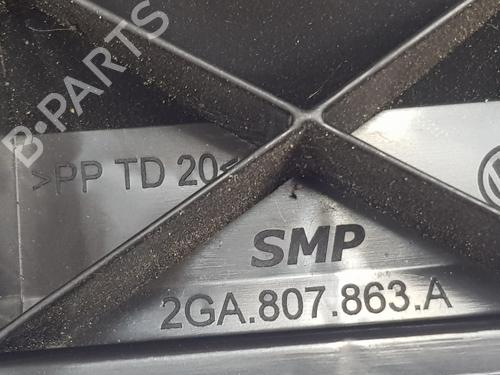 B-PARTS
>PP TD 20<
SMP
2GA.807.863.A